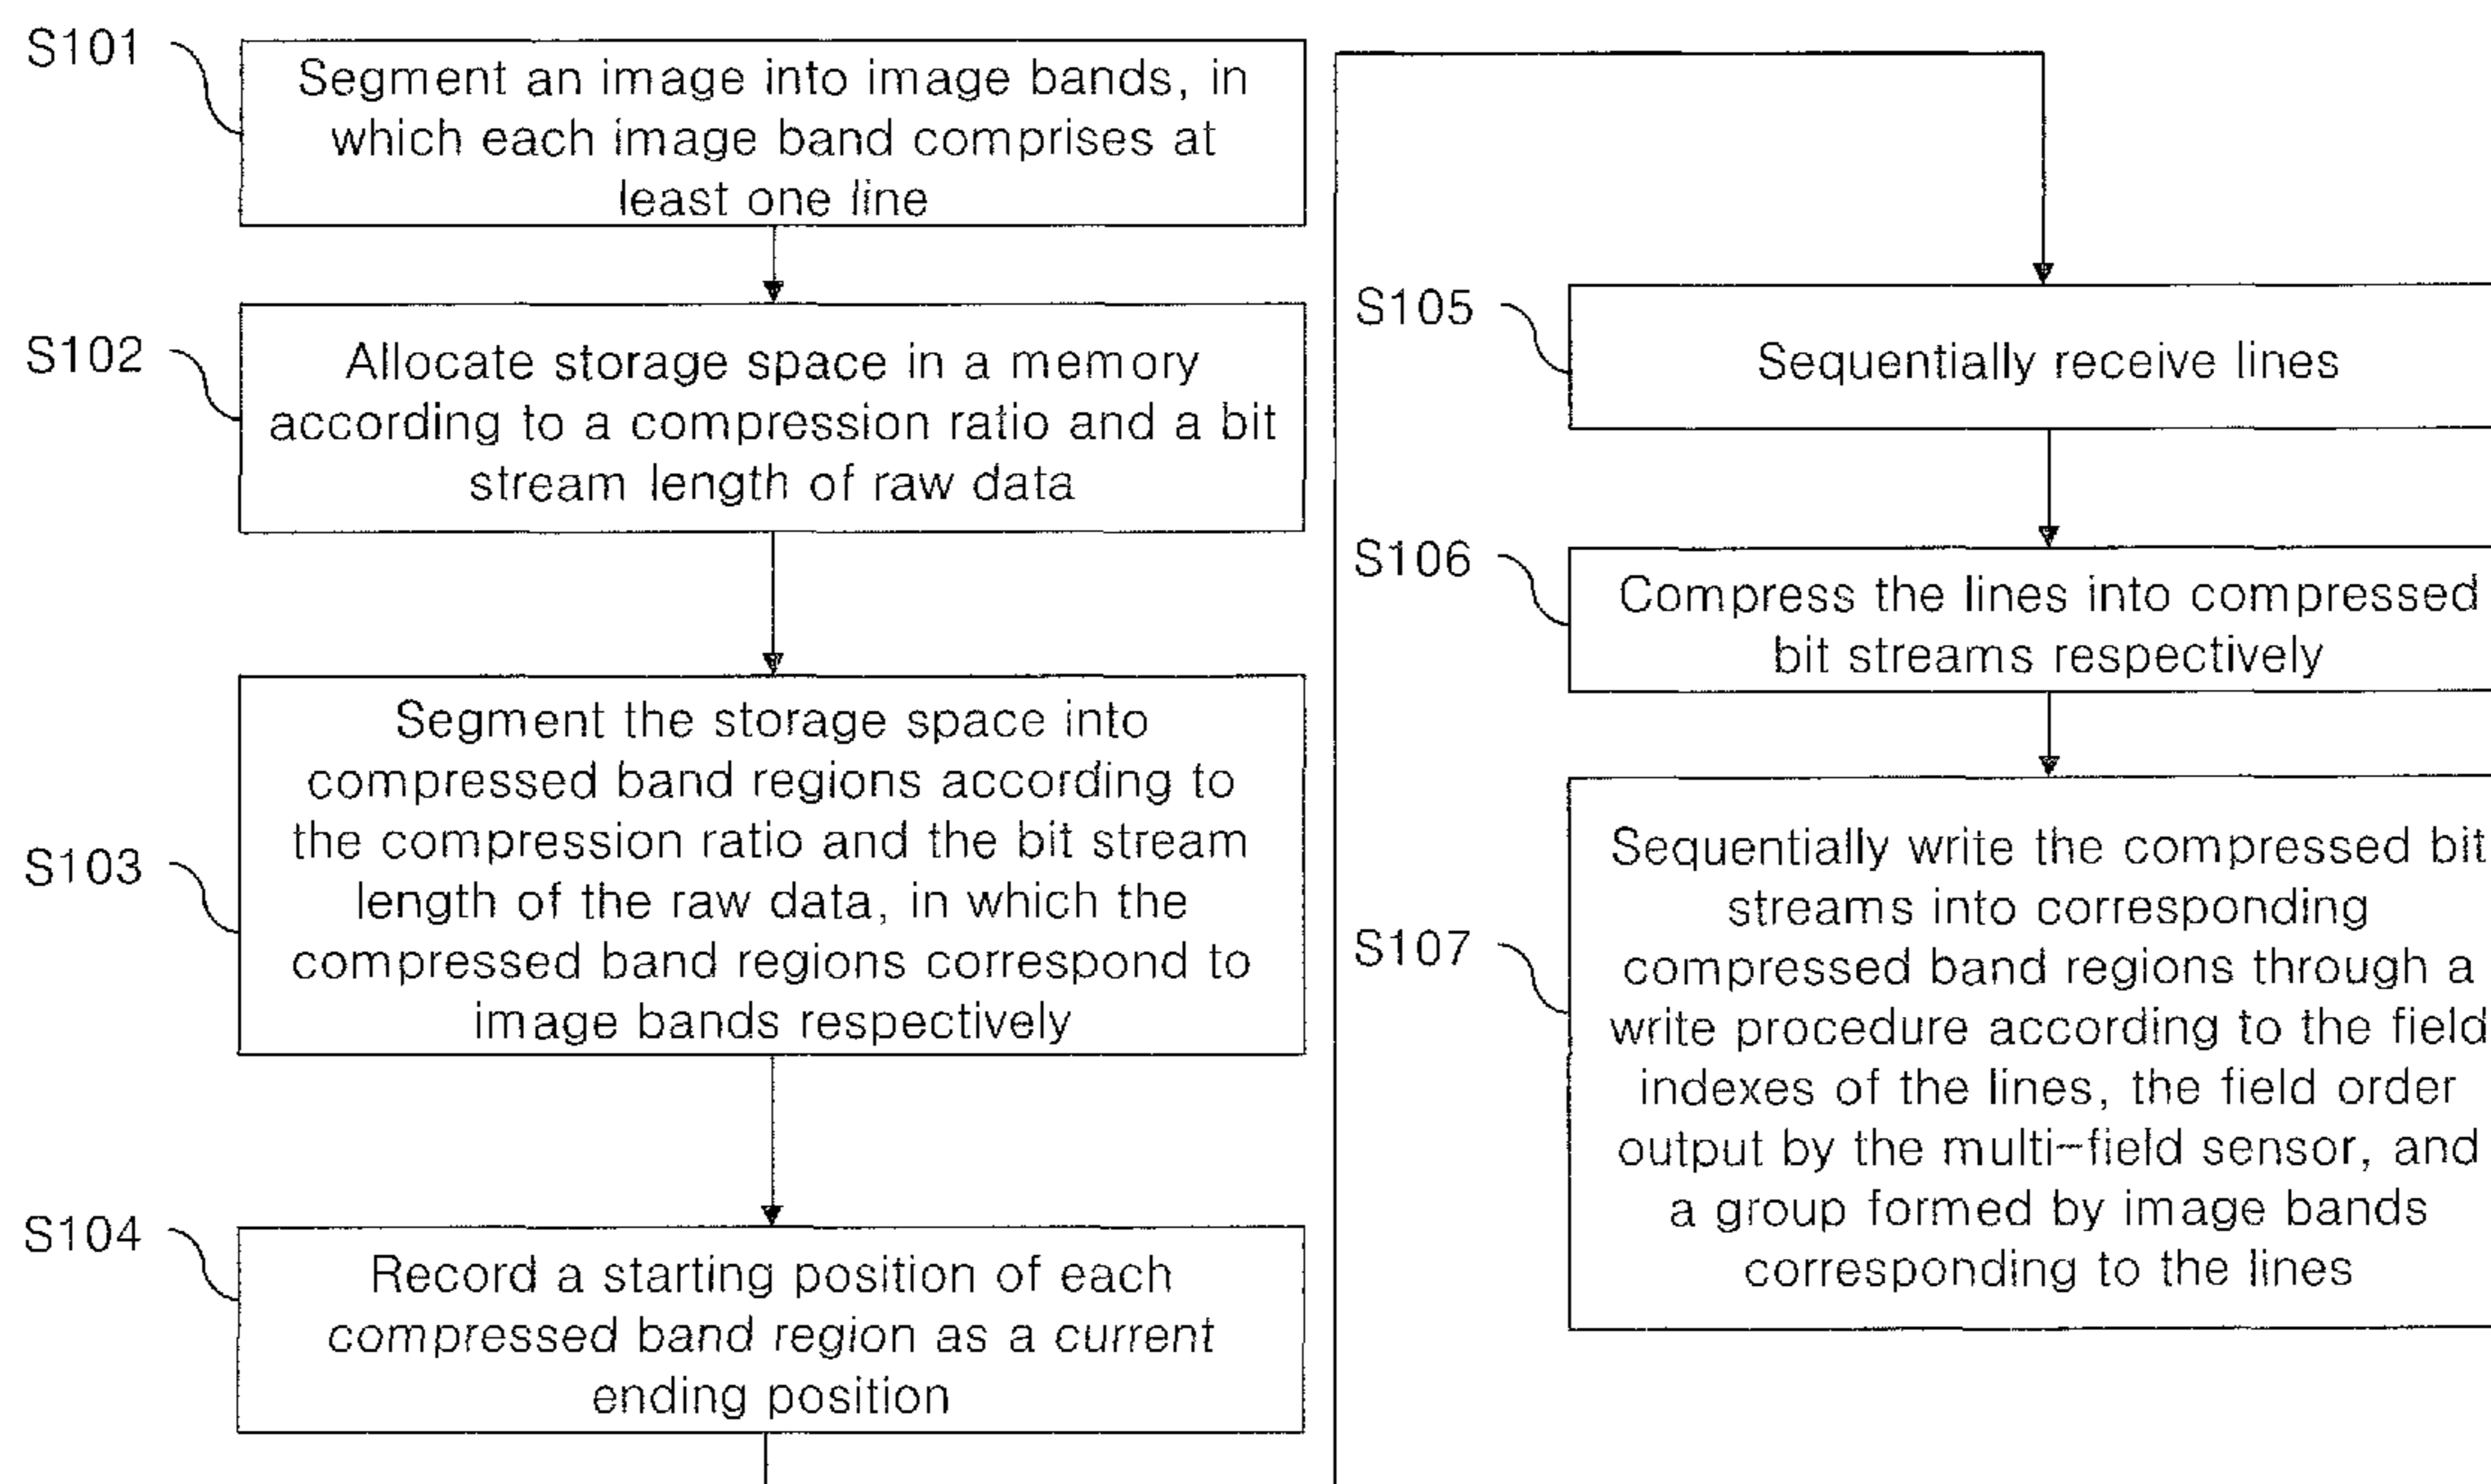 S101
Segment an image into image bands, in
which each image band comprises at
least one line
S102
Allocate storage space in a memory
according to a compression ratio and a bit
stream length of raw data
S103
Segment the storage space into
compressed band regions according to
the compression ratio and the bit stream
length of the raw data, in which the
compressed band regions correspond to
image bands respectively
S104
Record a starting position of each
compressed band region as a current
ending position
S105
Sequentially receive lines
S106
Compress the lines into compressed
bit streams respectively
S107
Sequentially write the compressed bit
streams into corresponding
compressed band regions through a
write procedure according to the field
indexes of the lines, the field order
output by the multi-field sensor, and
a group formed by image bands
corresponding to the lines